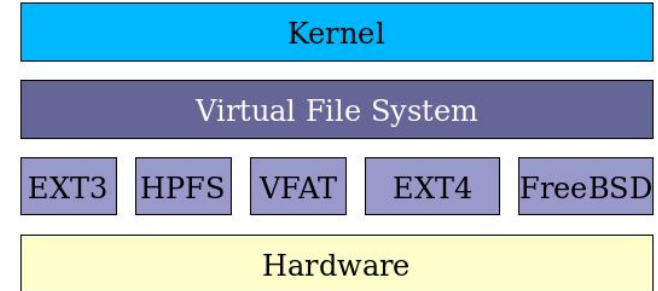 Kernel
Virtual File System
EXT3 HPFS VFAT EXT4 FreeBSD
Hardware